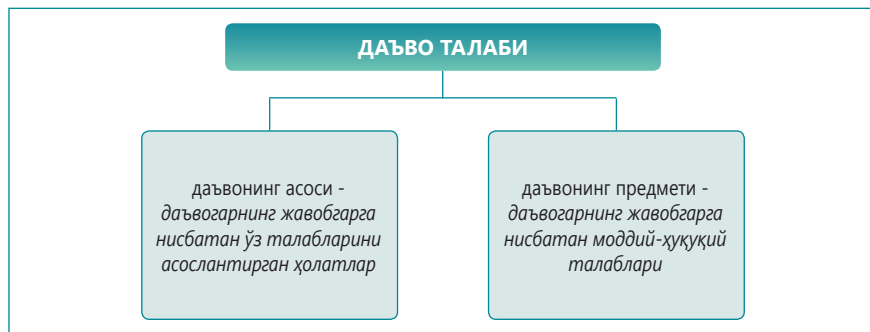 ДАЪВО ТАЛАБИ
даъвонинг асоси -
даъвогарнинг жавобгарга
нисбатан ўз талабларини
асослантирган ҳолатлар
даъвонинг предмети -
даъвогарнинг жавобгарга
нисбатан моддий-ҳуқуқий
талаблари